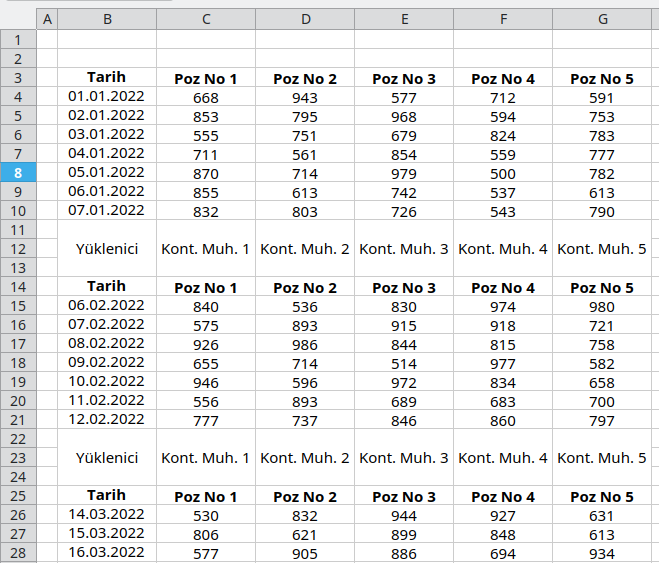 A B C D E F G
1
2
3 Tarih Poz No 1 Poz No 2 Poz No 3 Poz No 4 Poz No 5
4 01.01.2022 668 943 577 712 591
5 02.01.2022 853 795 968 594 753
6 03.01.2022 555 751 679 824 783
7 04.01.2022 711 561 854 559 777
8 05.01.2022 870 714 979 500 782
9 06.01.2022 855 613 742 537 613
10 07.01.2022 832 803 726 543 790
11
12 Yüklenici Kont. Muh. 1 Kont. Muh. 2 Kont. Muh. 3 Kont. Muh. 4 Kont. Muh. 5
13
14 Tarih Poz No 1 Poz No 2 Poz No 3 Poz No 4 Poz No 5
15 06.02.2022 840 536 830 974 980
16 07.02.2022 575 893 915 918 721
17 08.02.2022 926 986 844 815 758
18 09.02.2022 655 714 514 977 582
19 10.02.2022 946 596 972 834 658
20 11.02.2022 556 893 689 683 700
21 12.02.2022 777 737 846 860 797
22
23 Yüklenici Kont. Muh. 1 Kont. Muh. 2 Kont. Muh. 3 Kont. Muh. 4 Kont. Muh. 5
24
25 Tarih Poz No 1 Poz No 2 Poz No 3 Poz No 4 Poz No 5
26 14.03.2022 530 832 944 927 631
27 15.03.2022 806 621 899 848 613
28 16.03.2022 577 905 886 694 934